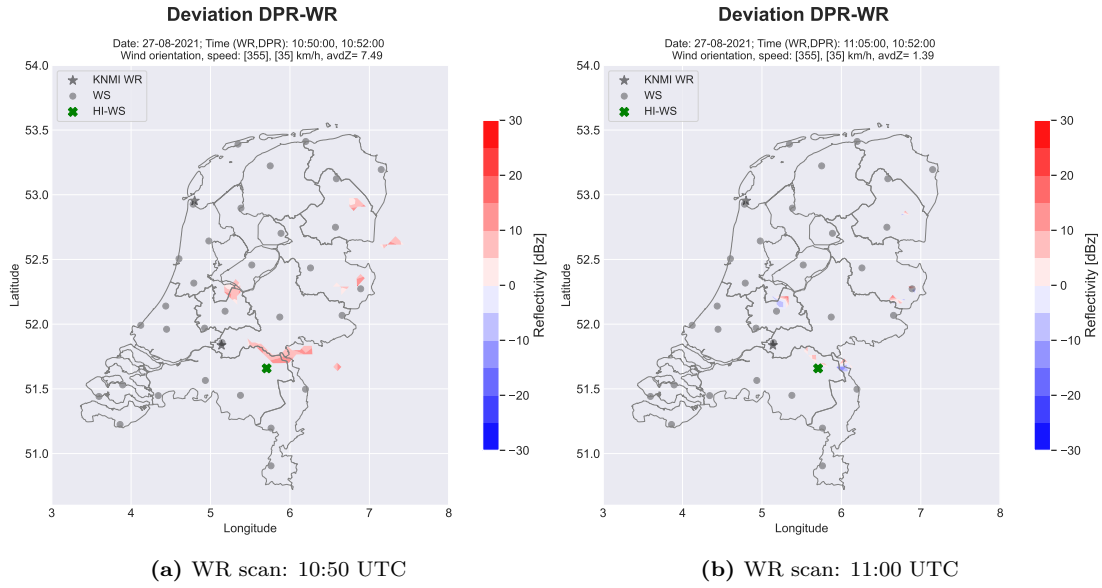 Deviation DPR-WR
Date: 27-08-2021; Time (WR,DPR): 10:50:00, 10:52:00
Wind orientation, speed: [355], [35] km/h, avdZ= 7.49
54.0
53.5
53.0
52.5
52.0
51.5
51.0
Latitude
KNMI WR
WS
HI-WS
3
4
5
6
7
8
Longitude
30
20
10
0
−10
−20
−30
Reflectivity [dBz]
(a) WR scan: 10:50 UTC
Deviation DPR-WR
Date: 27-08-2021; Time (WR,DPR): 11:05:00, 10:52:00
Wind orientation, speed: [355], [35] km/h, avdZ= 1.39
54.0
53.5
53.0
52.5
52.0
51.5
51.0
Latitude
KNMI WR
WS
HI-WS
3
4
5
6
7
8
Longitude
30
20
10
0
−10
−20
−30
Reflectivity [dBz]
(b) WR scan: 11:00 UTC